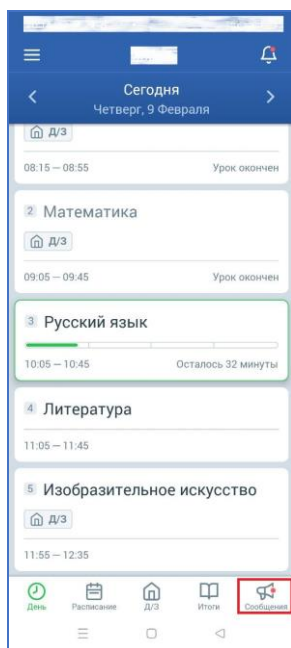 Сегодня
Четверг, 9 Февраля
Д/З
08:15 — 08:55 Урок окончен
2 Математика
Д/З
09:05 — 09:45 Урок окончен
3 Русский язык
10:05 — 10:45 Осталось 32 минуты
4 Литература
11:05 — 11:45
5 Изобразительное искусство
Д/З
11:55 — 12:35
День Расписание Д/З Итоги Сообщения